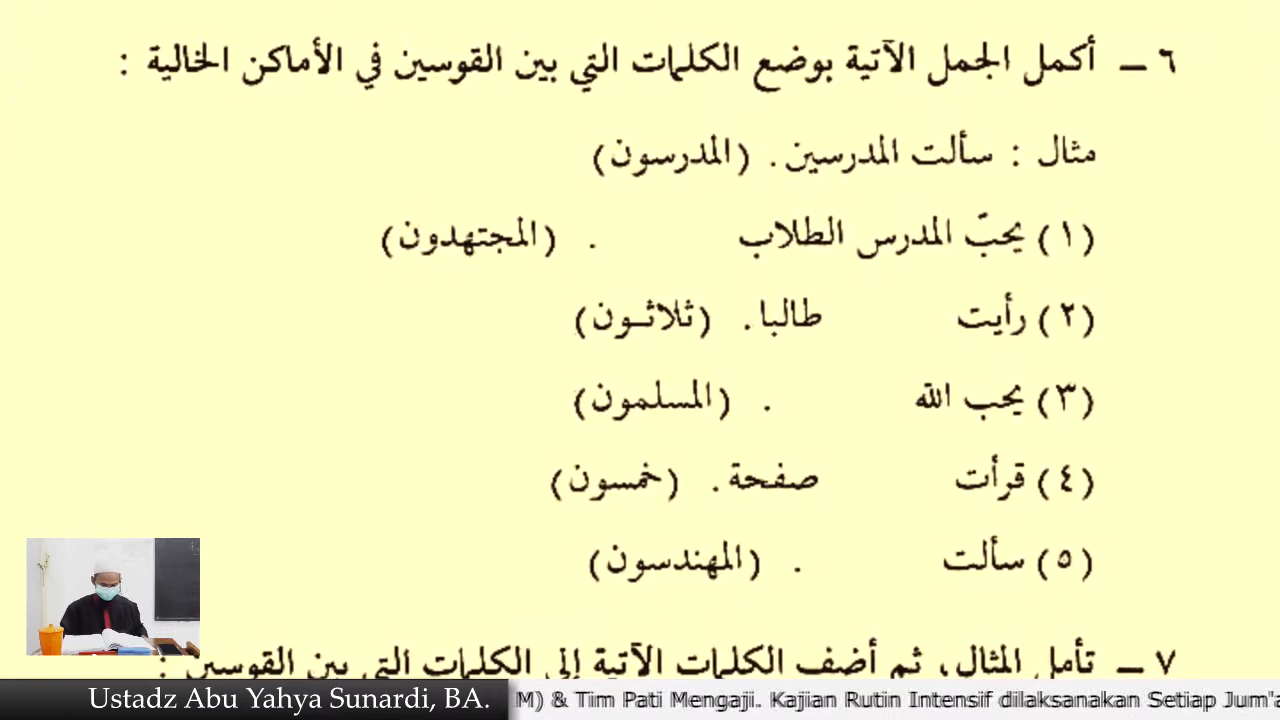 ٦ ــ أكمل الجمل الآتية بوضع الكلمات التي بين القوسين في الأماكن الخالية :
مثال : سألت المدرسين . (المدرسون)
(١) يحبّ المدرس الطلاب . (المجتهدون)
(٢) رأيت طالبا . (ثلاثـون)
(٣) يحب الله . (المسلمون)
(٤) قرأت صفحة . (خمسون)
(٥) سألت . (المهندسون)
٧ ــ تأمل المثال، ثم أضف الكلمات الآتية إلى الكلمات التي بين القوسين :
Ustadz Abu Yahya Sunardi, BA.
M) & Tim Pati Mengaji. Kajian Rutin Intensif dilaksanakan Setiap Jum'a